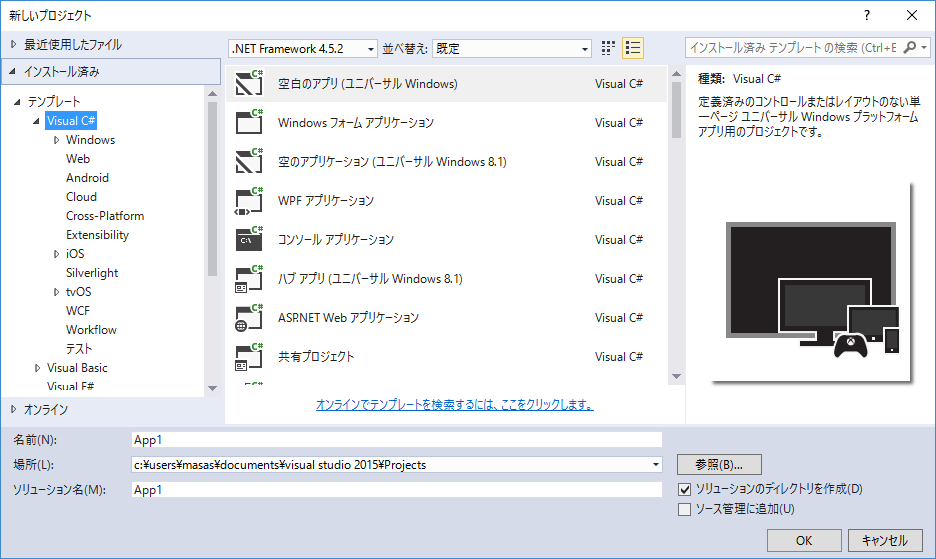 新しいプロジェクト
?
最近使用したファイル
.NET Framework 4.5.2
並べ替え:
既定
インストール済み テンプレート の検索 (Ctrl+E
インストール済み
テンプレート
Visual C#
Windows
Web
Android
Cloud
Cross-Platform
Extensibility
iOS
Silverlight
tvOS
WCF
Workflow
テスト
Visual Basic
Visual F#
オンライン
空白のアプリ (ユニバーサル Windows) Visual C#
Windows フォーム アプリケーション Visual C#
空のアプリケーション (ユニバーサル Windows 8.1) Visual C#
WPF アプリケーション Visual C#
コンソール アプリケーション Visual C#
ハブ アプリ (ユニバーサル Windows 8.1) Visual C#
ASP.NET Web アプリケーション Visual C#
共有プロジェクト Visual C#
オンラインでテンプレートを検索するには、ここをクリックします。
種類: Visual C#
定義済みのコントロールまたはレイアウトのない単
一ページ ユニバーサル Windows プラットフォーム
アプリ用のプロジェクトです。
名前(N): App1
場所(L): c:¥users¥masas¥documents¥visual studio 2015¥Projects 参照(B)...
ソリューション名(M): App1
ソリューションのディレクトリを作成(D)
ソース管理に追加(U)
OK キャンセル